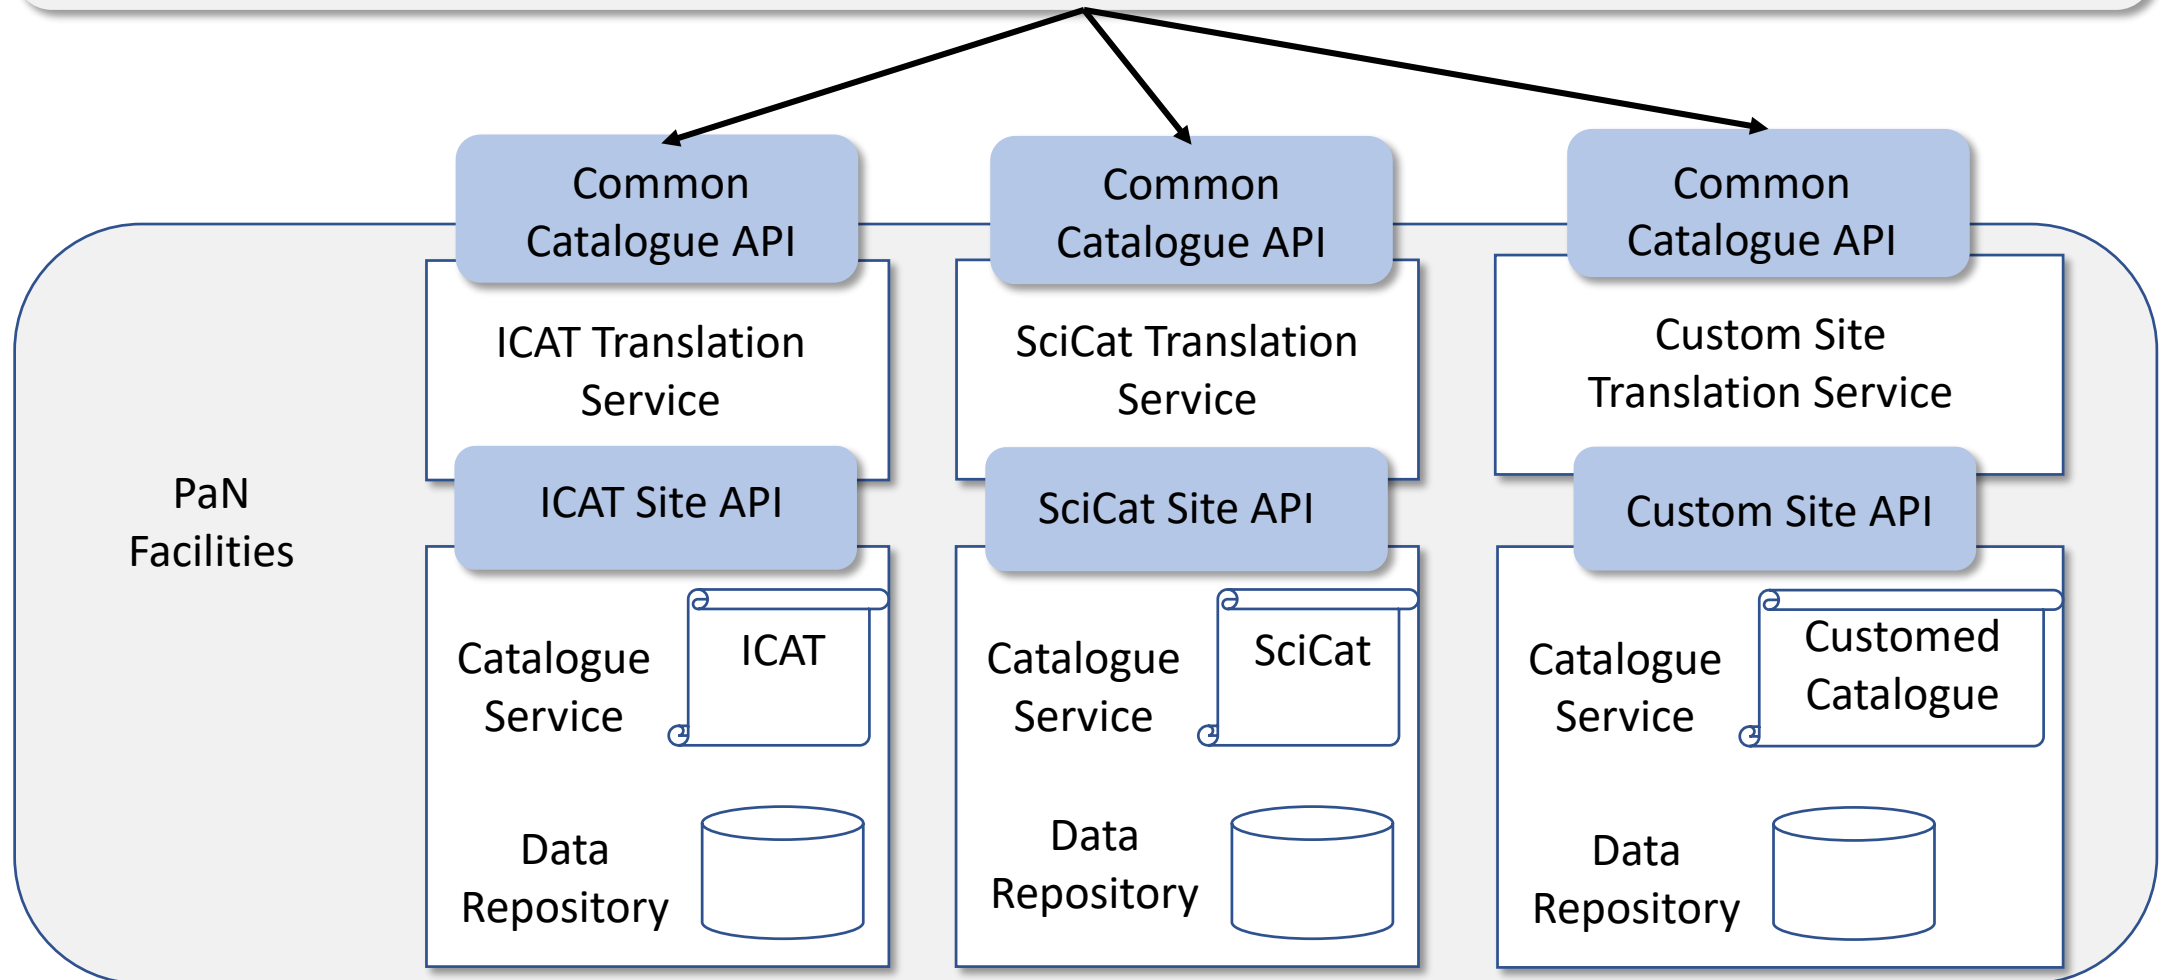 Common
Catalogue API
Common
Catalogue API
Common
Catalogue API
ICAT Translation
Service
SciCat Translation
Service
Custom Site
Translation Service
PaN
Facilities
ICAT Site API
SciCat Site API
Custom Site API
Catalogue
Service
ICAT
Catalogue
Service
SciCat
Catalogue
Service
Customed
Catalogue
Data
Repository
Data
Repository
Data
Repository